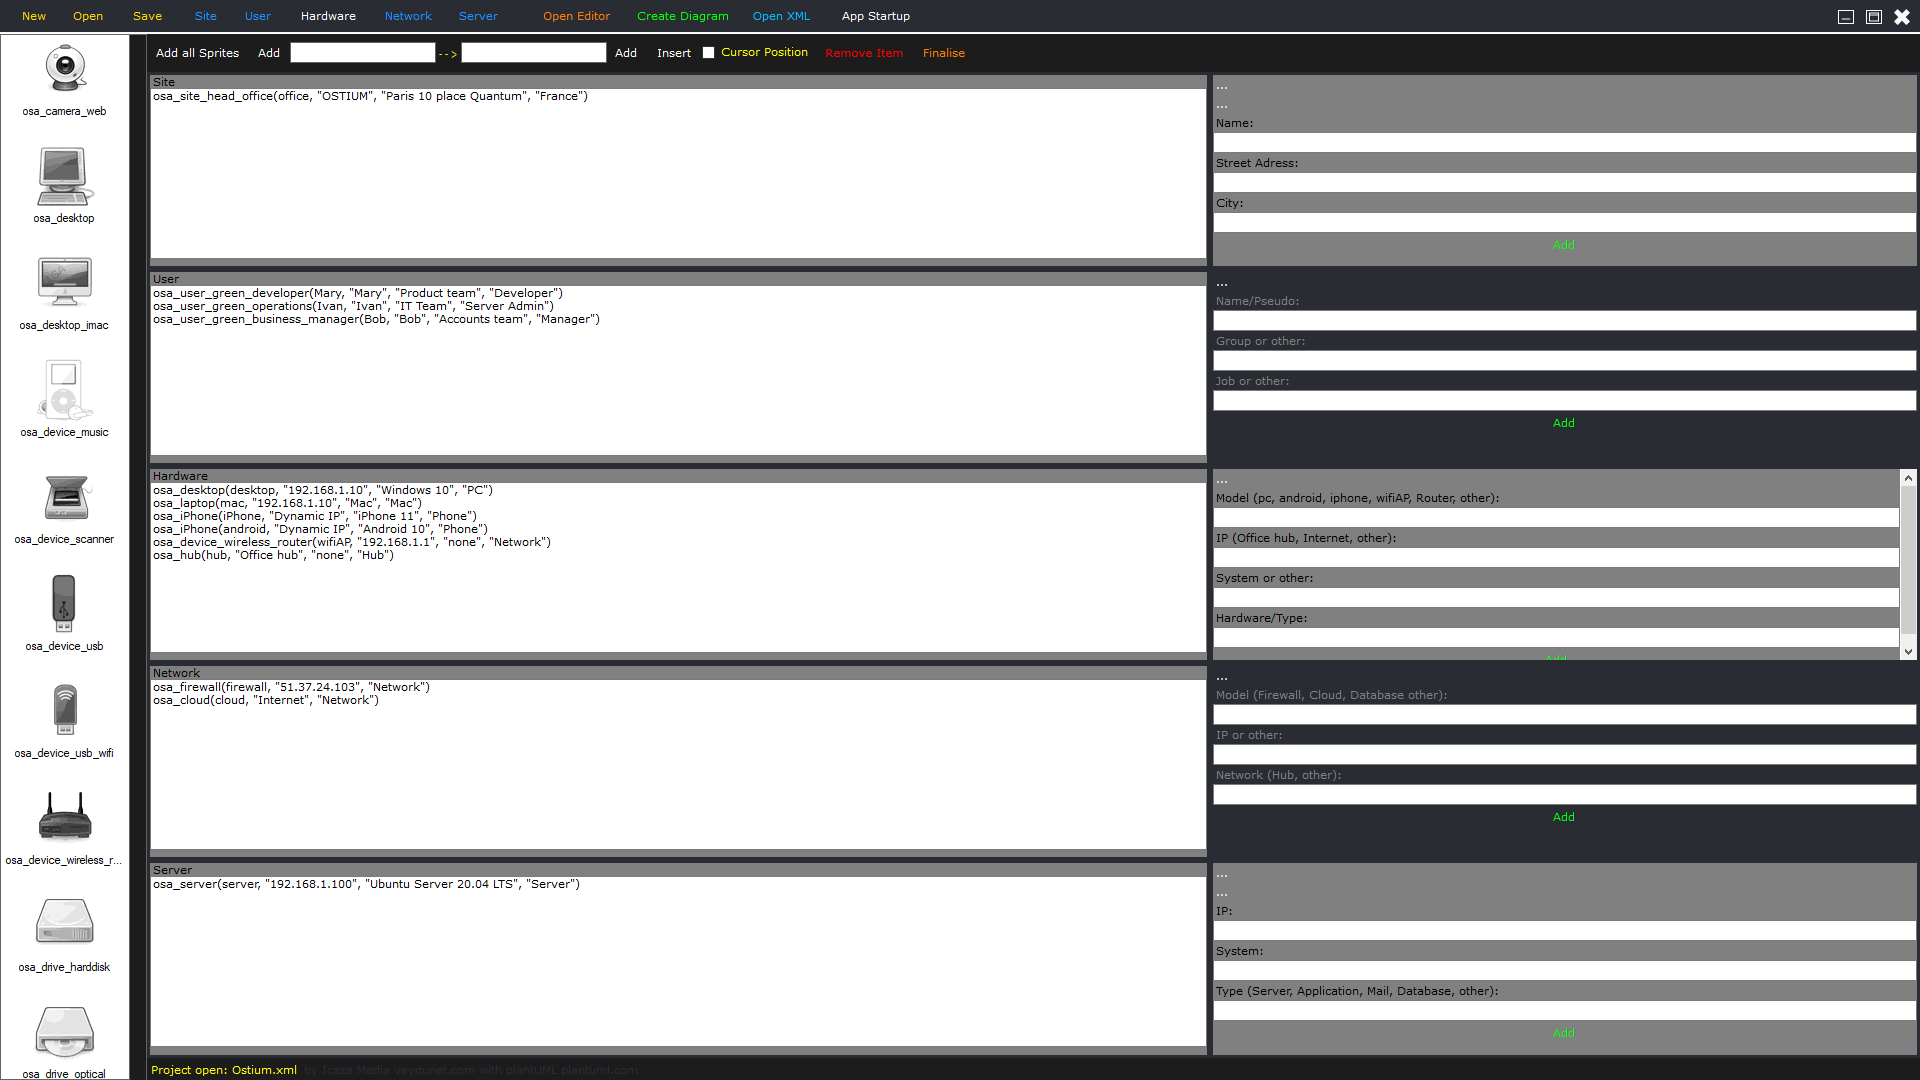 New Open Save Site User Hardware Network Server Open Editor Create Diagram Open XML App Startup
Add all Sprites Add --> Add Insert Cursor Position Remove Item Finalise
osa_camera_web
osa_desktop
osa_desktop_imac
osa_device_music
osa_device_scanner
osa_device_usb
osa_device_usb_wifi
osa_device_wireless_r...
osa_drive_harddisk
osa_drive_optical
Site
osa_site_head_office(office, "OSTIUM", "Paris 10 place Quantum", "France")
...
...
Name:
Street Adress:
City:
Add
User
osa_user_green_developer(Mary, "Mary", "Product team", "Developer")
osa_user_green_operations(Ivan, "Ivan", "IT Team", "Server Admin")
osa_user_green_business_manager(Bob, "Bob", "Accounts team", "Manager")
...
Name/Pseudo:
Group or other:
Job or other:
Add
Hardware
osa_desktop(desktop, "192.168.1.10", "Windows 10", "PC")
osa_laptop(mac, "192.168.1.10", "Mac", "Mac")
osa_iPhone(iPhone, "Dynamic IP", "iPhone 11", "Phone")
osa_iPhone(android, "Dynamic IP", "Android 10", "Phone")
osa_device_wireless_router(wifiAP, "192.168.1.1", "none", "Network")
osa_hub(hub, "Office hub", "none", "Hub")
...
Model (pc, android, iphone, wifiAP, Router, other):
IP (Office hub, Internet, other):
System or other:
Hardware/Type:
Add
Network
osa_firewall(firewall, "51.37.24.103", "Network")
osa_cloud(cloud, "Internet", "Network")
...
Model (Firewall, Cloud, Database other):
IP or other:
Network (Hub, other):
Add
Server
osa_server(server, "192.168.1.100", "Ubuntu Server 20.04 LTS", "Server")
...
...
IP:
System:
Type (Server, Application, Mail, Database, other):
Add
Project open: Ostium.xml by Icaza Media veydunet.com with plantUML plantuml.com